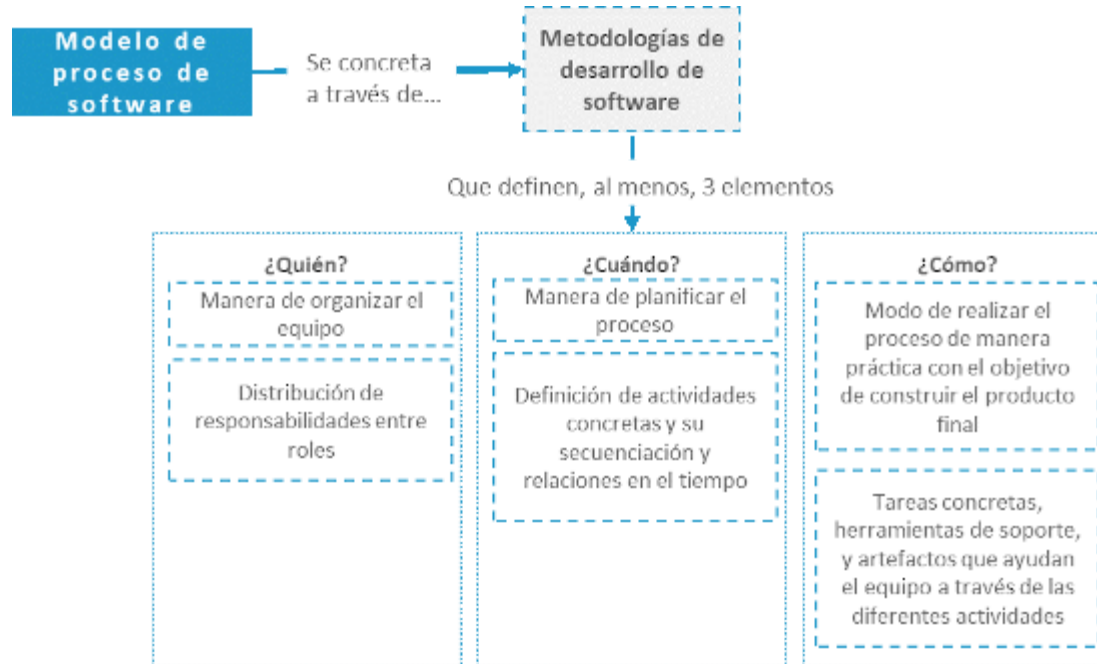 Modelo de
proceso de
software
Se concreta
a través de...
Metodologías de
desarrollo de
software
Que definen, al menos, 3 elementos
¿Quién?
Manera de organizar el
equipo
Distribución de
responsabilidades entre
roles
¿Cuándo?
Manera de planificar el
proceso
Definición de actividades
concretas y su
secuenciación y
relaciones en el tiempo
¿Cómo?
Modo de realizar el
proceso de manera
práctica con el objetivo
de construir el producto
final
Tareas concretas,
herramientas de soporte,
y artefactos que ayudan
el equipo a través de las
diferentes actividades